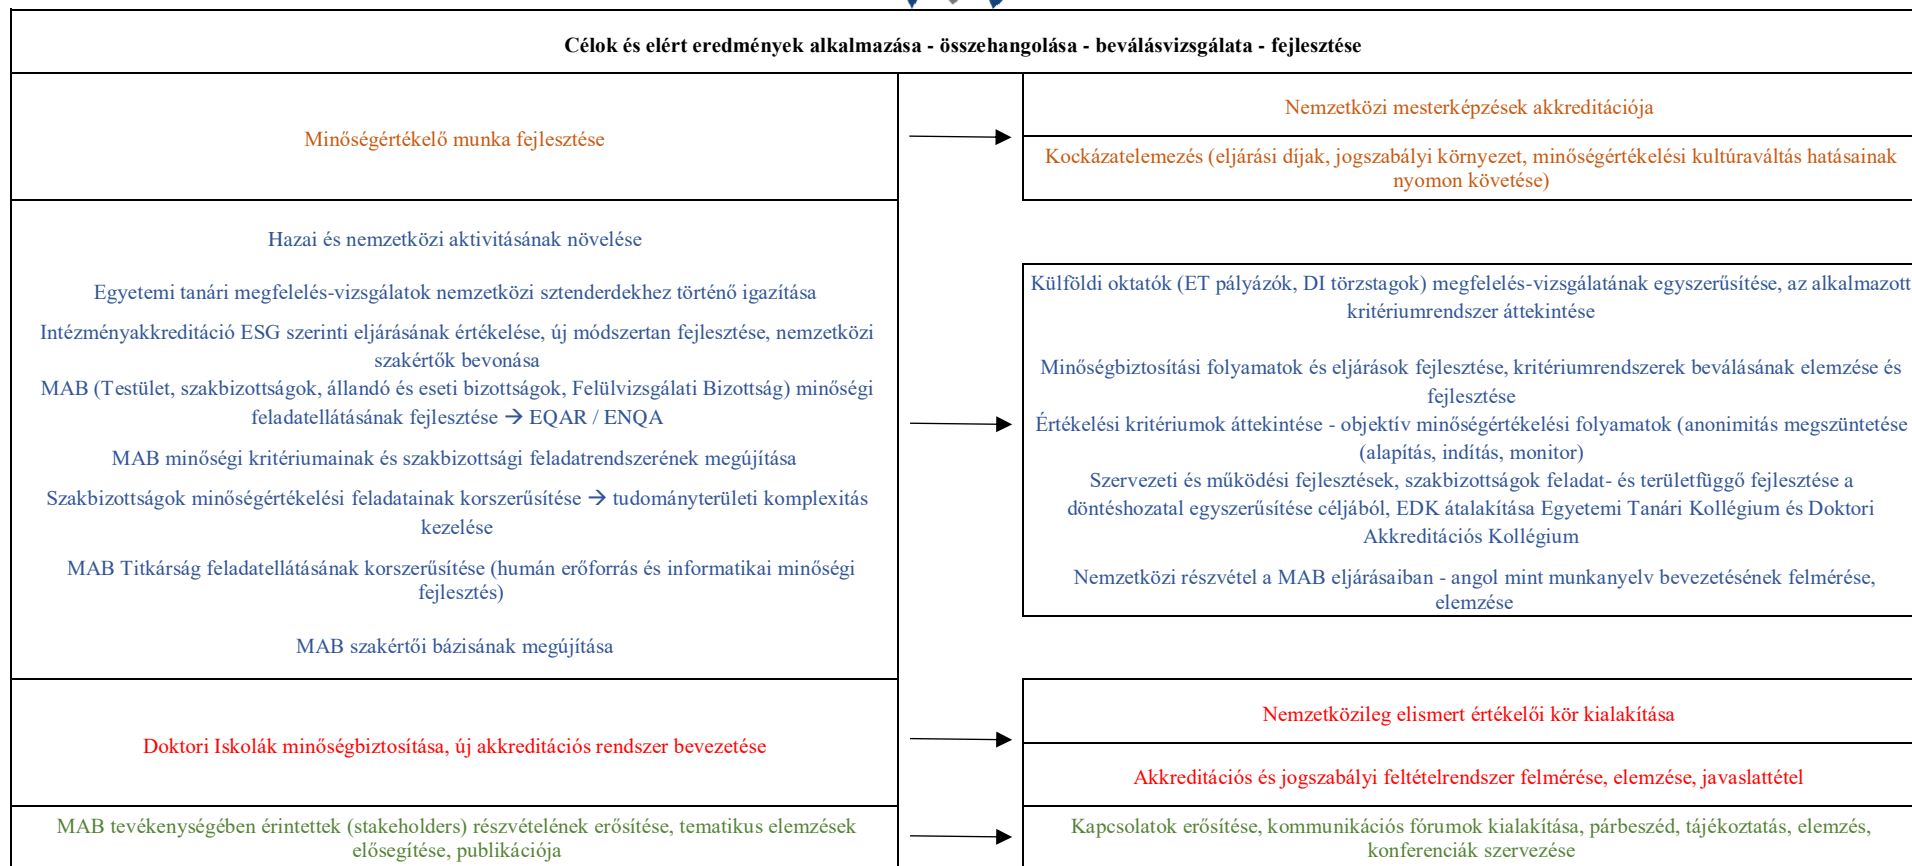 Célok és elért eredmények alkalmazása - összehangolása - beválásvizsgálata - fejlesztése
Minőségértékelő munka fejlesztése
Nemzetközi mesterképzések akkreditációja
Kockázatelemezés (eljárási díjak, jogszabályi környezet, minőségértékelési kultúraváltás hatásainak
nyomon követése)
Hazai és nemzetközi aktivitásának növelése
Egyetemi tanári megfelelés-vizsgálatok nemzetközi sztenderdekhez történő igazítása
Intézményakkreditáció ESG szerinti eljárásának értékelése, új módszertan fejlesztése, nemzetközi
szakértők bevonása
MAB (Testület, szakbizottságok, állandó és eseti bizottságok, Felülvizsgálati Bizottság) minőségi
feladatellátásának fejlesztése → EQAR / ENQA
MAB minőségi kritériumainak és szakbizottsági feladatrendszerének megújítása
Szakbizottságok minőségértékelési feladatainak korszerűsítése → tudományterületi komplexitás
kezelése
MAB Titkárság feladatellátásának korszerűsítése (humán erőforrás és informatikai minőségi
fejlesztés)
MAB szakértői bázisának megújítása
Külföldi oktatók (ET pályázók, DI törzstagok) megfelelés-vizsgálatának egyszerűsítése, az alkalmazott
kritériumrendszer áttekintése
Minőségbiztosítási folyamatok és eljárások fejlesztése, kritériumrendszerek beválásának elemzése és
fejlesztése
Értékelési kritériumok áttekintése - objektív minőségértékelési folyamatok (anonimitás megszüntetése
(alapítás, indítás, monitor)
Szervezeti és működési fejlesztések, szakbizottságok feladat- és területfüggő fejlesztése a
döntéshozatal egyszerűsítése céljából, EDK átalakítása Egyetemi Tanári Kollégium és Doktori
Akkreditációs Kollégium
Nemzetközi részvétel a MAB eljárásaiban - angol mint munkanyelv bevezetésének felmérése,
elemzése
Doktori Iskolák minőségbiztosítása, új akkreditációs rendszer bevezetése
Nemzetközileg elismert értékelői kör kialakítása
Akkreditációs és jogszabályi feltételrendszer felmérése, elemzése, javaslattétel
MAB tevékenységében érintettek (stakeholders) részvételének erősítése, tematikus elemzések
elősegítése, publikációja
Kapcsolatok erősítése, kommunikációs fórumok kialakítása, párbeszéd, tájékoztatás, elemzés,
konferenciák szervezése